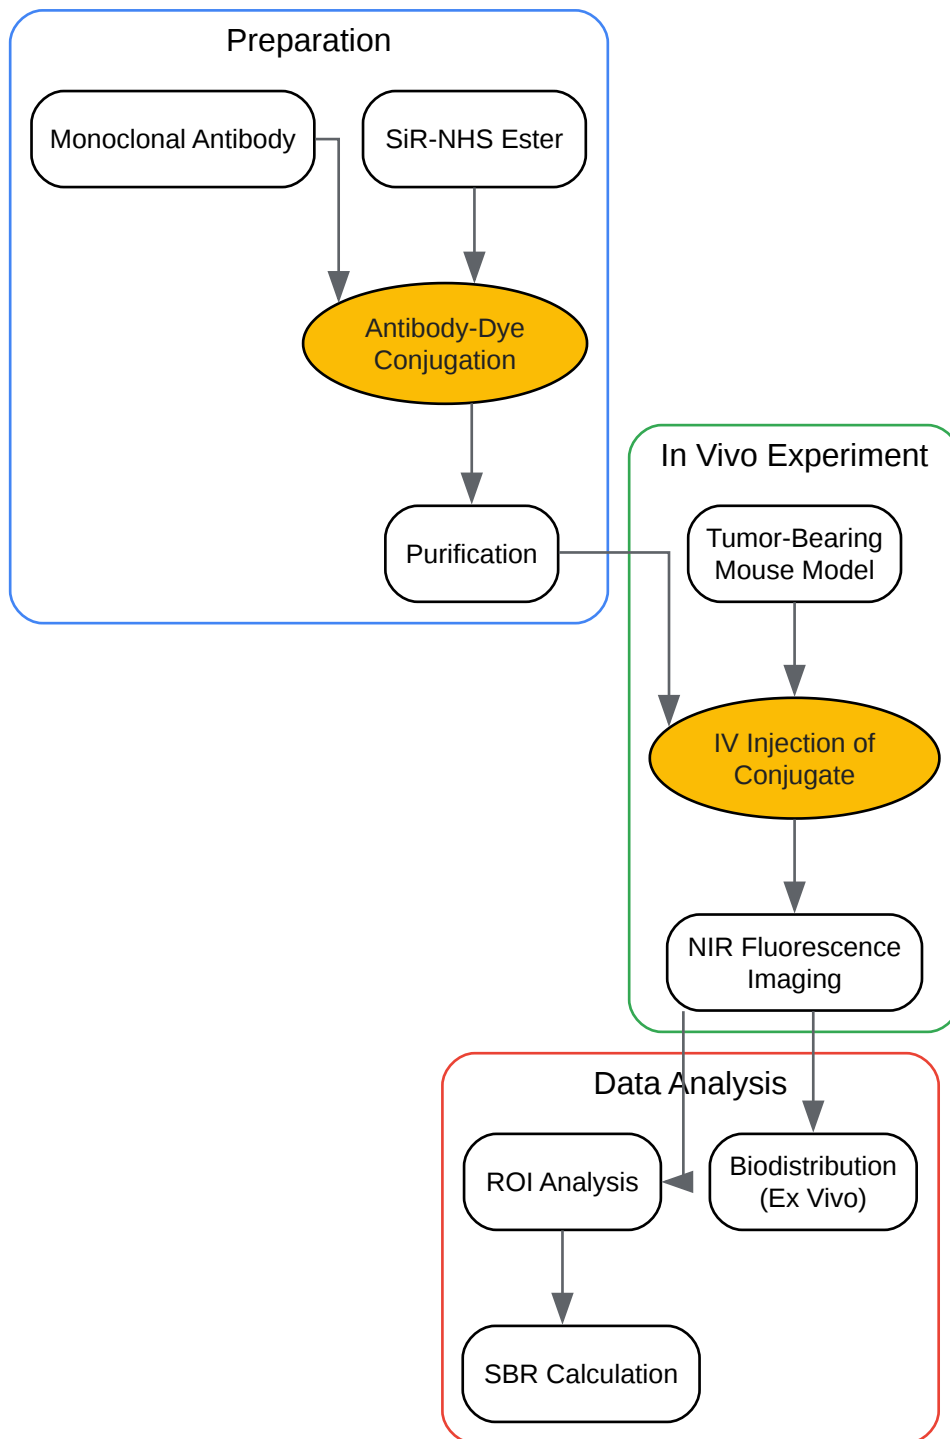 Preparation
Monoclonal Antibody
SiR-NHS Ester
Antibody-Dye
Conjugation
Purification
In Vivo Experiment
Tumor-Bearing
Mouse Model
IV Injection of
Conjugate
NIR Fluorescence
Imaging
Data Analysis
ROI Analysis
Biodistribution
(Ex Vivo)
SBR Calculation